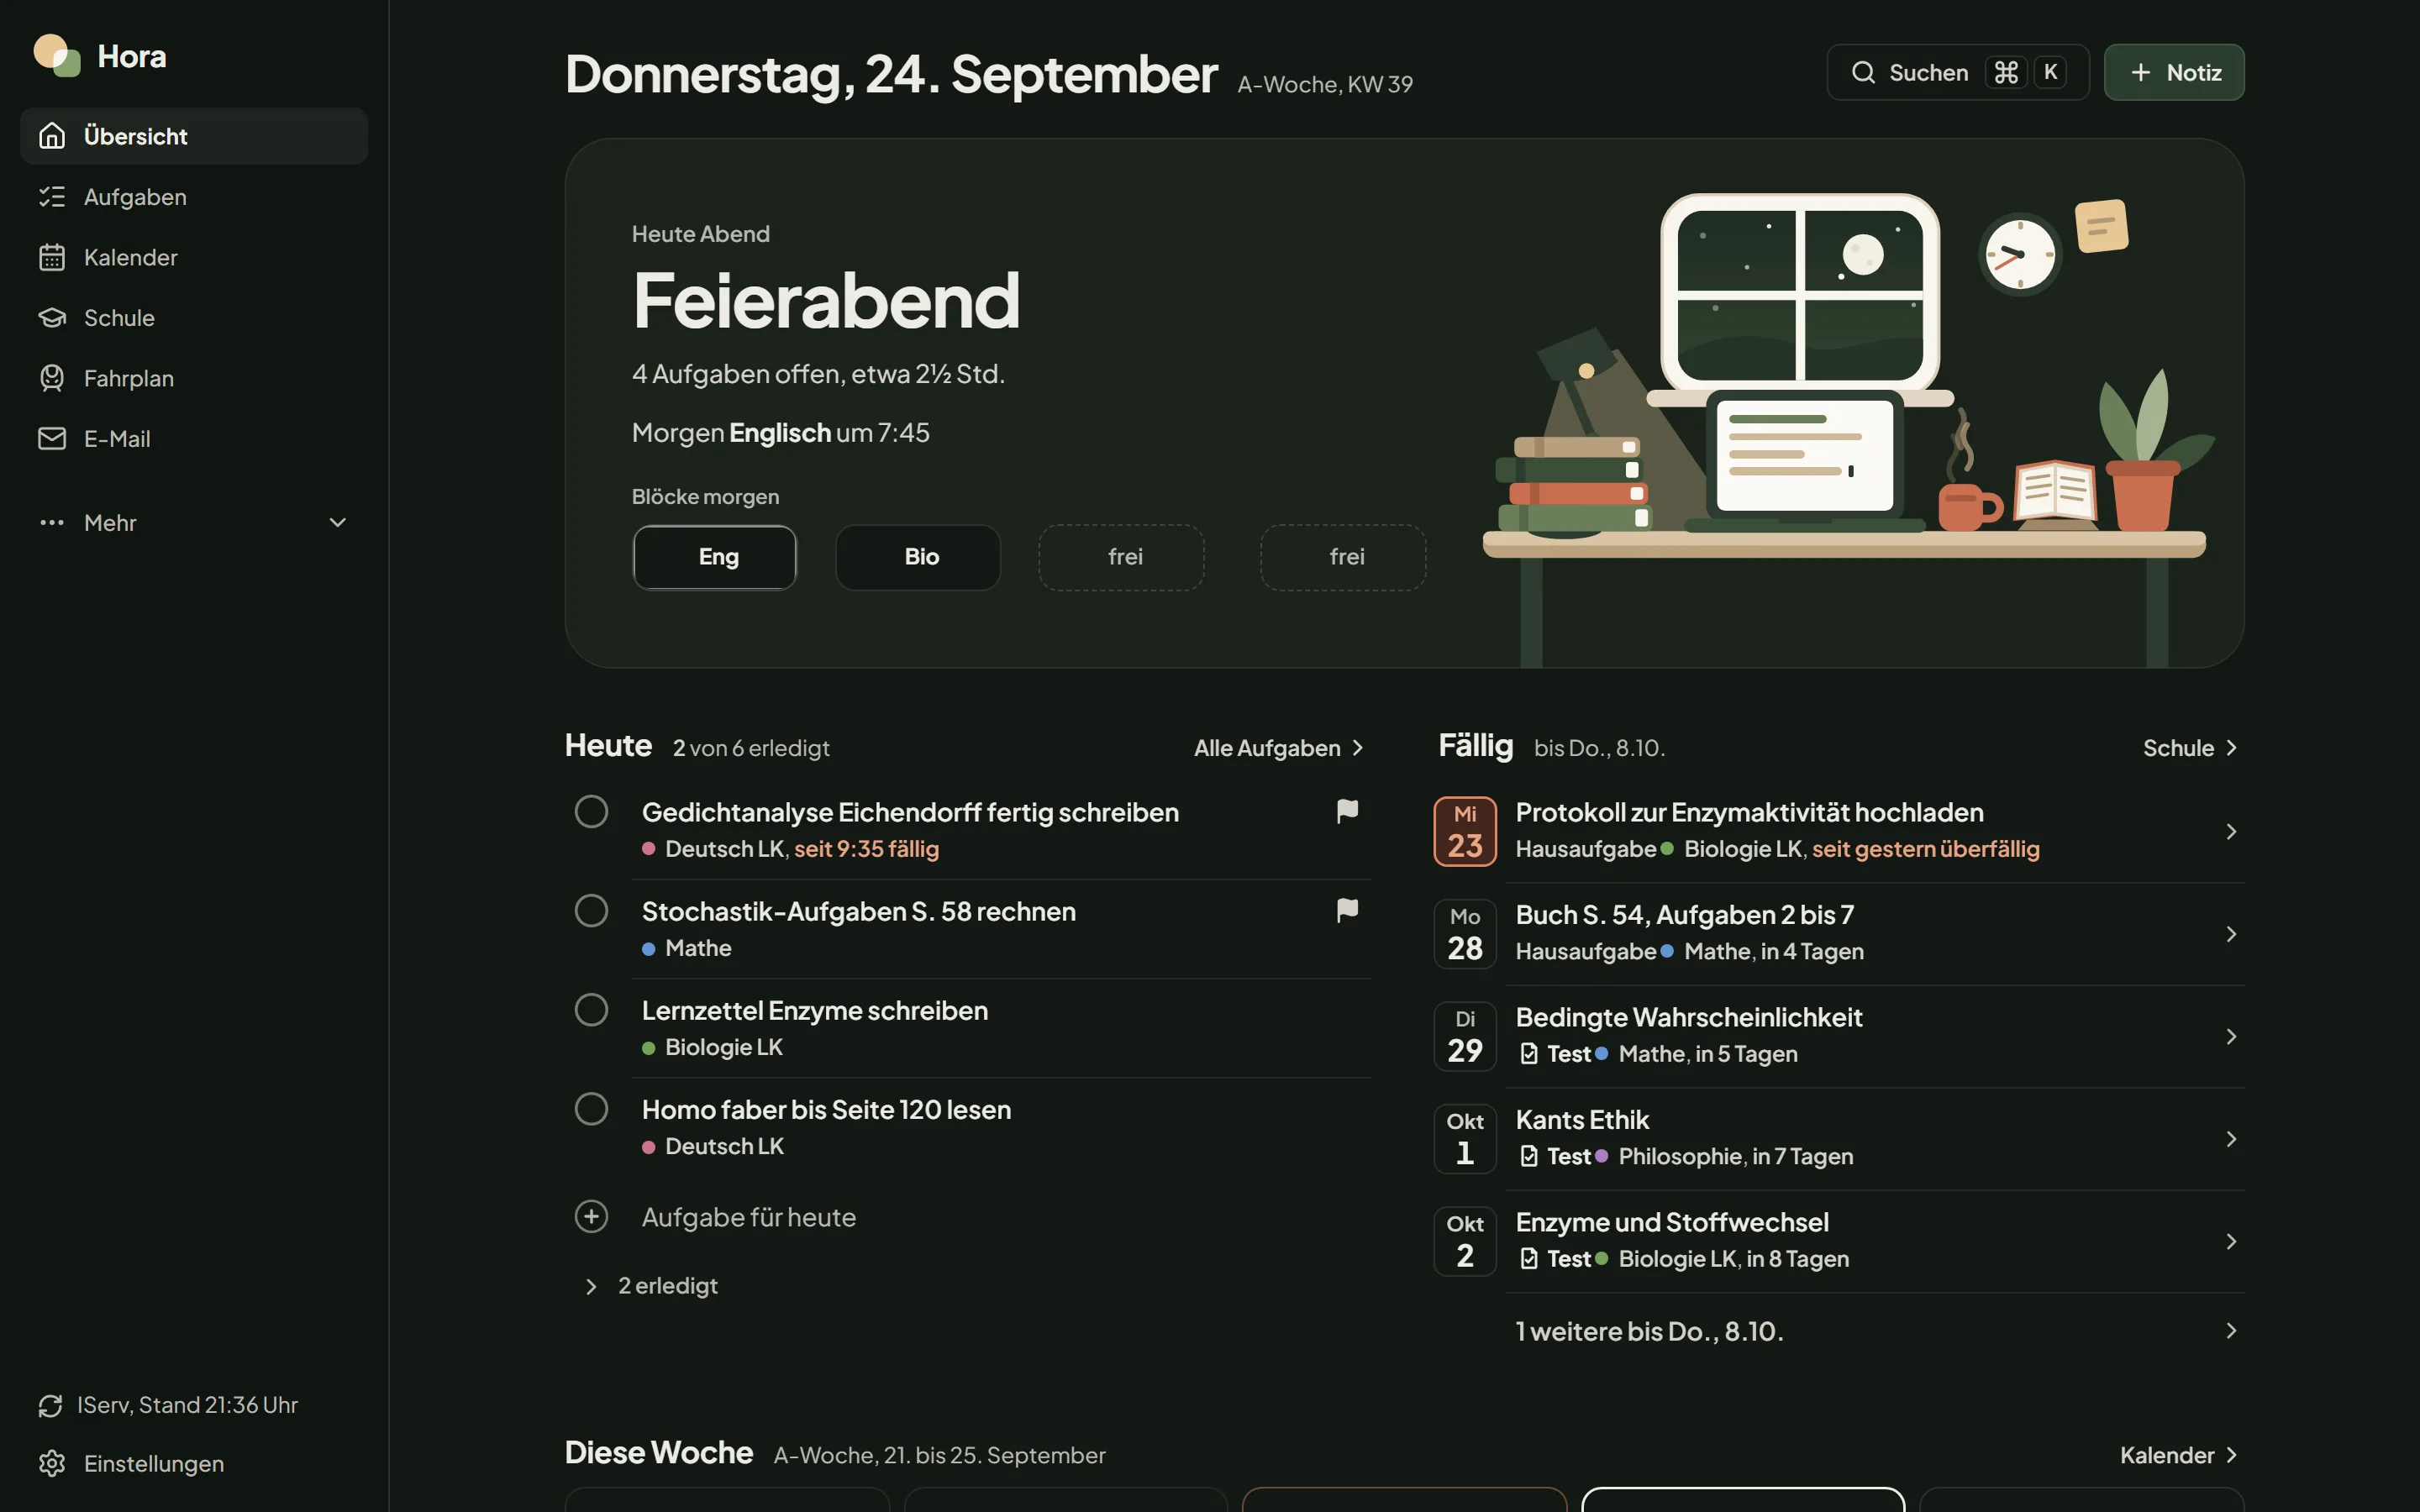 Hora
Übersicht
Aufgaben
Kalender
Schule
Fahrplan
E-Mail
Mehr
IServ, Stand 21:36 Uhr
Einstellungen
Donnerstag, 24. September A-Woche, KW 39
Suchen ⌘ K
Notiz
Heute Abend
Feierabend
4 Aufgaben offen, etwa 2½ Std.
Morgen Englisch um 7:45
Blöcke morgen
Eng Bio frei frei
Heute 2 von 6 erledigt Alle Aufgaben
Gedichtanalyse Eichendorff fertig schreiben
Deutsch LK, seit 9:35 fällig
Stochastik-Aufgaben S. 58 rechnen
Mathe
Lernzettel Enzyme schreiben
Biologie LK
Homo faber bis Seite 120 lesen
Deutsch LK
Aufgabe für heute
2 erledigt
Fällig bis Do., 8.10. Schule
Mi
23
Protokoll zur Enzymaktivität hochladen
Hausaufgabe Biologie LK, seit gestern überfällig
Mo
28
Buch S. 54, Aufgaben 2 bis 7
Hausaufgabe Mathe, in 4 Tagen
Di
29
Bedingte Wahrscheinlichkeit
Test Mathe, in 5 Tagen
Okt
1
Kants Ethik
Test Philosophie, in 7 Tagen
Okt
2
Enzyme und Stoffwechsel
Test Biologie LK, in 8 Tagen
1 weitere bis Do., 8.10.
Diese Woche A-Woche, 21. bis 25. September Kalender